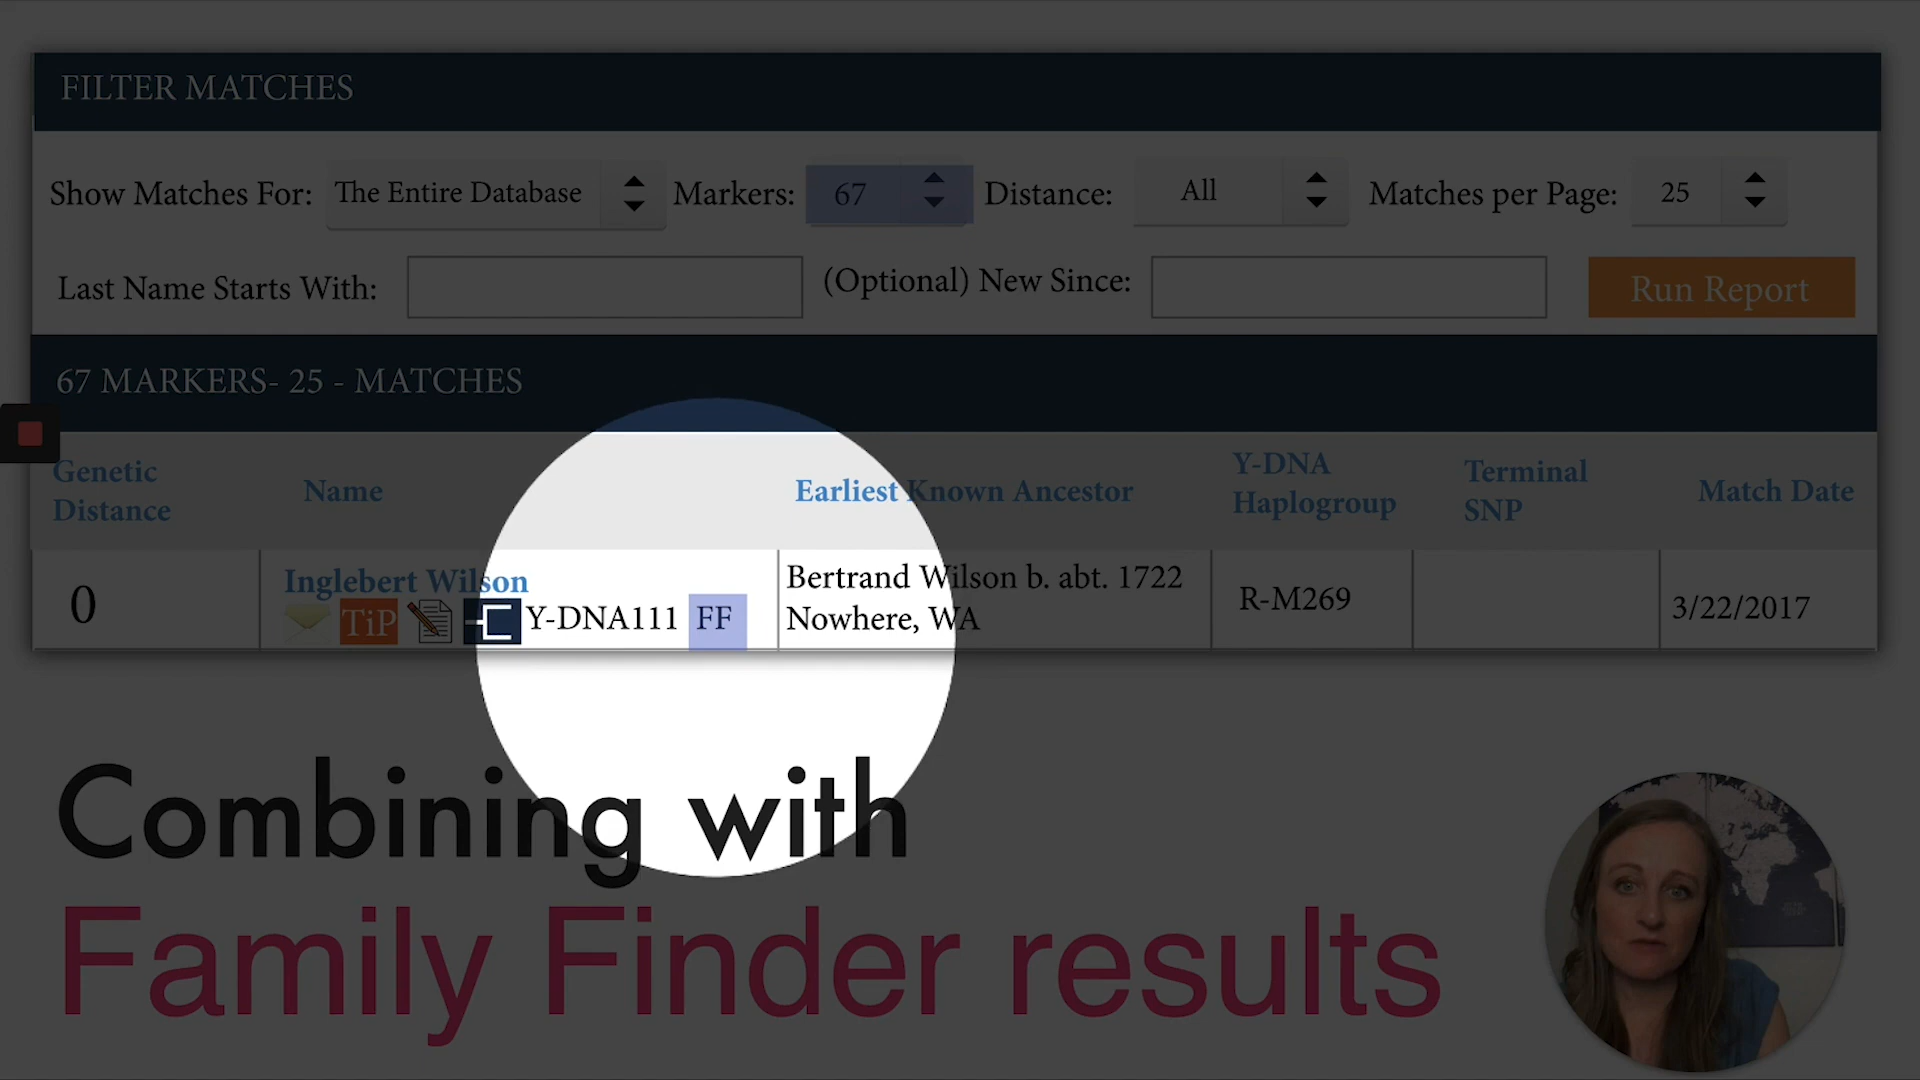 FILTER MATCHES
Show Matches For: The Entire Database Markers: 67 Distance: All Matches per Page: 25
Last Name Starts With: (Optional) New Since: Run Report
67 MARKERS- 25 - MATCHES
Genetic Distance Name Earliest Known Ancestor Y-DNA Haplogroup Terminal SNP Match Date
0 Inglebert Wilson Bertrand Wilson b. abt. 1722 R-M269 3/22/2017
TiP Y-DNA111 FF Nowhere, WA
Combining with
Family Finder results